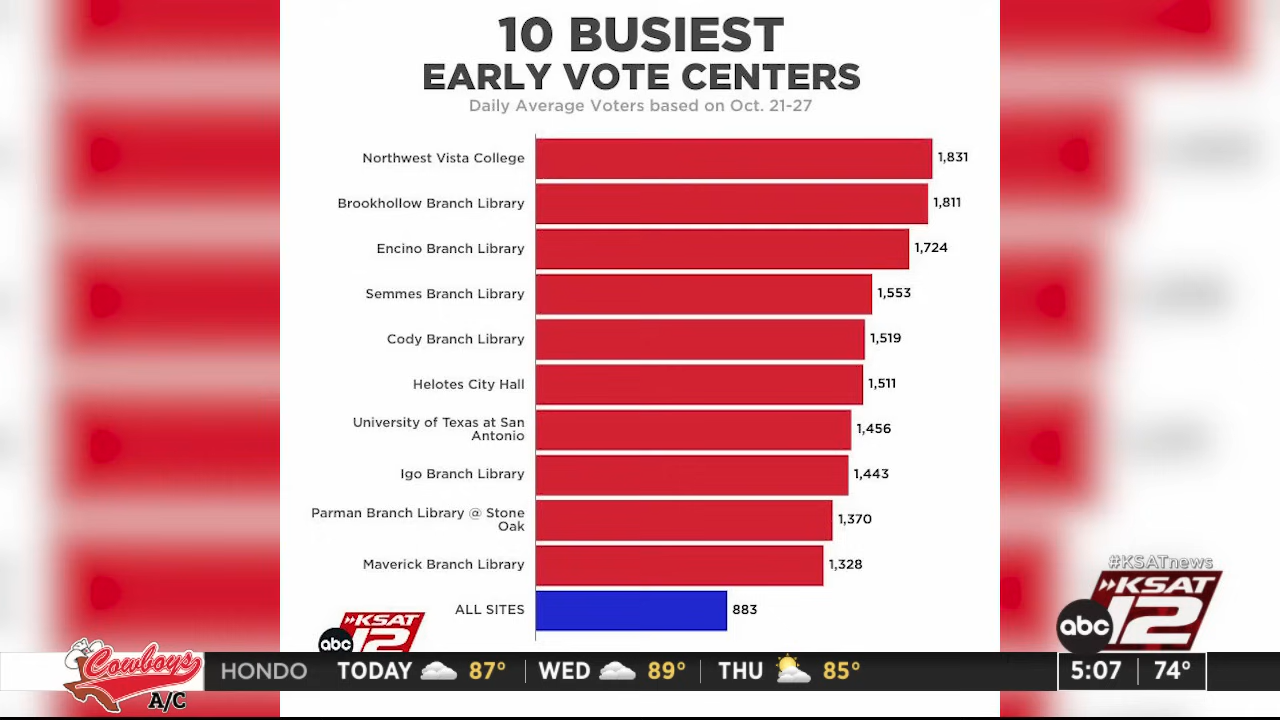 10 BUSIEST
EARLY VOTE CENTERS
Daily Average Voters based on Oct. 21-27
Northwest Vista College 1,831
Brookhollow Branch Library 1,811
Encino Branch Library 1,724
Semmes Branch Library 1,553
Cody Branch Library 1,519
Helotes City Hall 1,511
University of Texas at San
Antonio 1,456
Igo Branch Library 1,443
Parman Branch Library @ Stone
Oak 1,370
Maverick Branch Library 1,328
ALL SITES 883
KSAT
abc 12
#KSATnews
KSAT
abc 12
Cowboys
A/C
HONDO TODAY 87° WED 89° THU 85°
5:07 74°